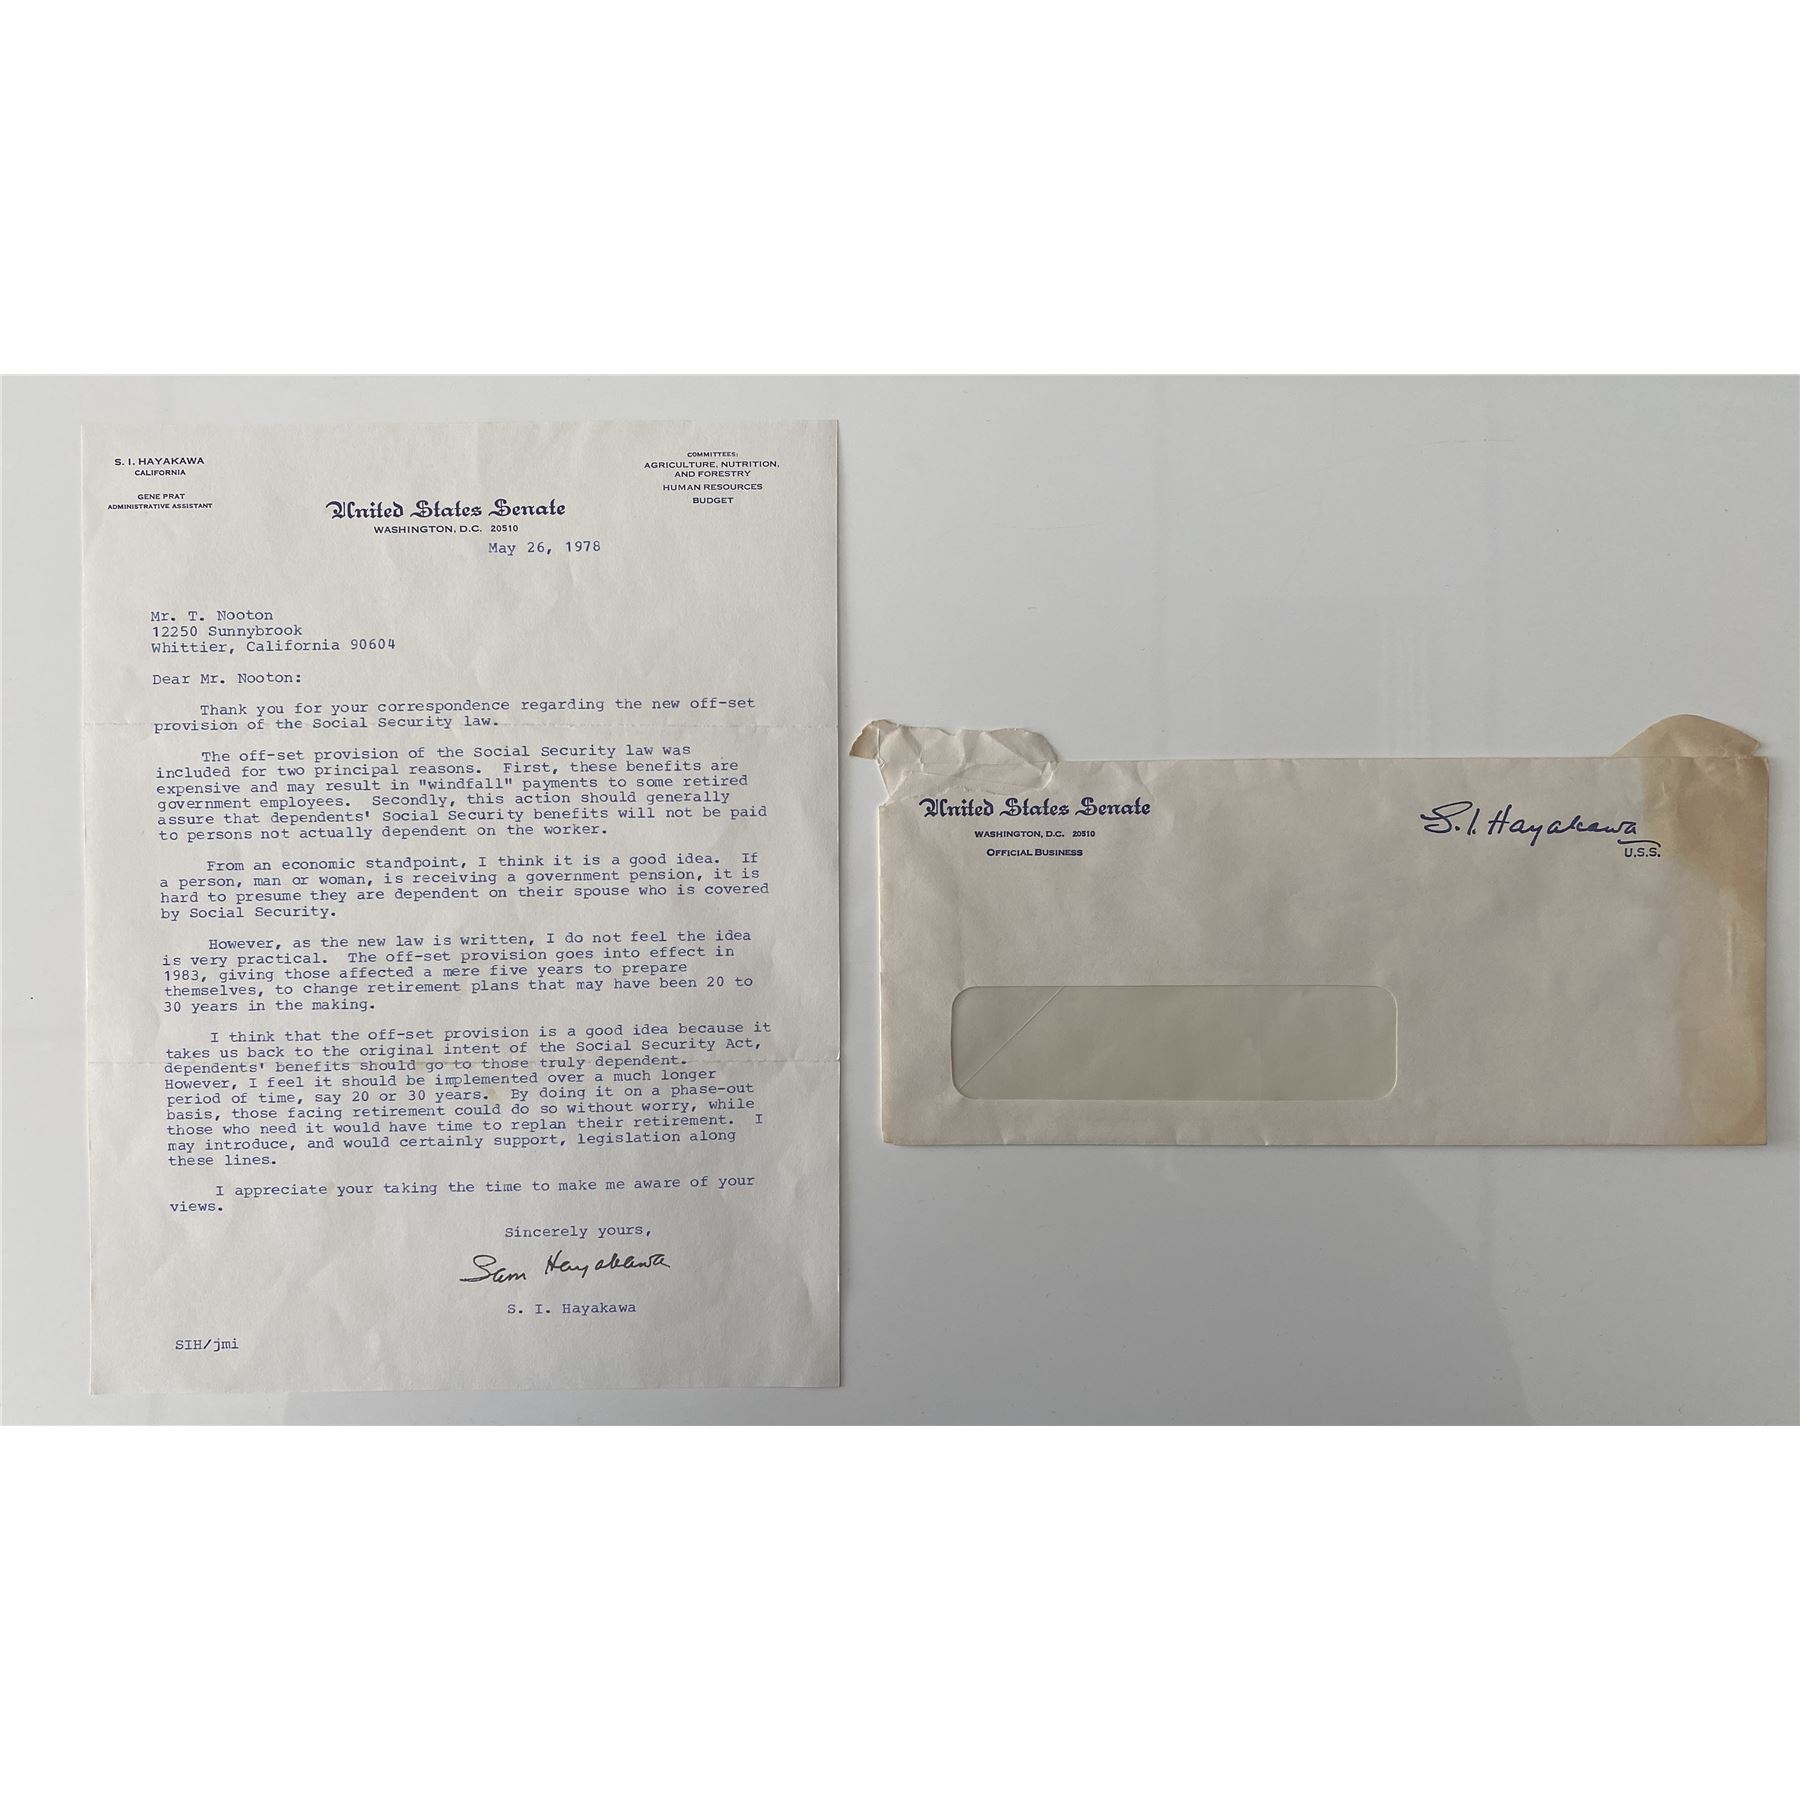 S. I. HAYAKAWA
CALIFORNIA
GENE PRAT
ADMINISTRATIVE ASSISTANT
COMMITTEES:
AGRICULTURE, NUTRITION,
AND FORESTRY
HUMAN RESOURCES
BUDGET
United States Senate
WASHINGTON, D.C. 20510
May 26, 1978
Mr. T. Nooton
12250 Sunnybrook
Whittier, California 90604
Dear Mr. Nooton:
Thank you for your correspondence regarding the new off-set
provision of the Social Security law.
The off-set provision of the Social Security law was
included for two principal reasons. First, these benefits are
expensive and may result in "windfall" payments to some retired
government employees. Secondly, this action should generally
assure that dependents' Social Security benefits will not be paid
to persons not actually dependent on the worker.
From an economic standpoint, I think it is a good idea. If
a person, man or woman, is receiving a government pension, it is
hard to presume they are dependent on their spouse who is covered
by Social Security.
However, as the new law is written, I do not feel the idea
is very practical. The off-set provision goes into effect in
1983, giving those affected a mere five years to prepare
themselves, to change retirement plans that may have been 20 to
30 years in the making.
I think that the off-set provision is a good idea because it
takes us back to the original intent of the Social Security Act,
dependents' benefits should go to those truly dependent.
However, I feel it should be implemented over a much longer
period of time, say 20 or 30 years. By doing it on a phase-out
basis, those facing retirement could do so without worry, while
those who need it would have time to replan their retirement. I
may introduce, and would certainly support, legislation along
these lines.
I appreciate your taking the time to make me aware of your
views.
Sincerely yours,
Sam Hayakawa
S. I. Hayakawa
SIH/jmi
United States Senate
WASHINGTON, D.C. 20510
OFFICIAL BUSINESS
S. I. Hayakawa
U.S.S.